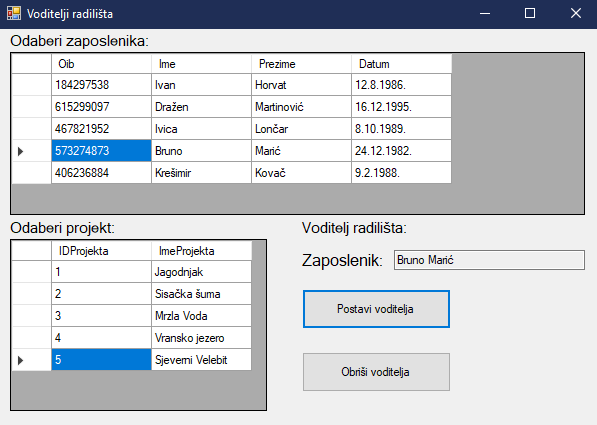 Voditelji radilišta
Odaberi zaposlenika:
Oib Ime Prezime Datum
184297538 Ivan Horvat 12.8.1986.
615299097 Dražen Martinović 16.12.1995.
467821952 Ivica Lončar 8.10.1989.
573274873 Bruno Marić 24.12.1982.
406236884 Krešimir Kovač 9.2.1988.
Odaberi projekt:
IDProjekta ImeProjekta
1 Jagodnjak
2 Sisačka šuma
3 Mrzla Voda
4 Vransko jezero
5 Sjeverni Velebit
Voditelj radilišta:
Zaposlenik: Bruno Marić
Postavi voditelja
Obriši voditelja